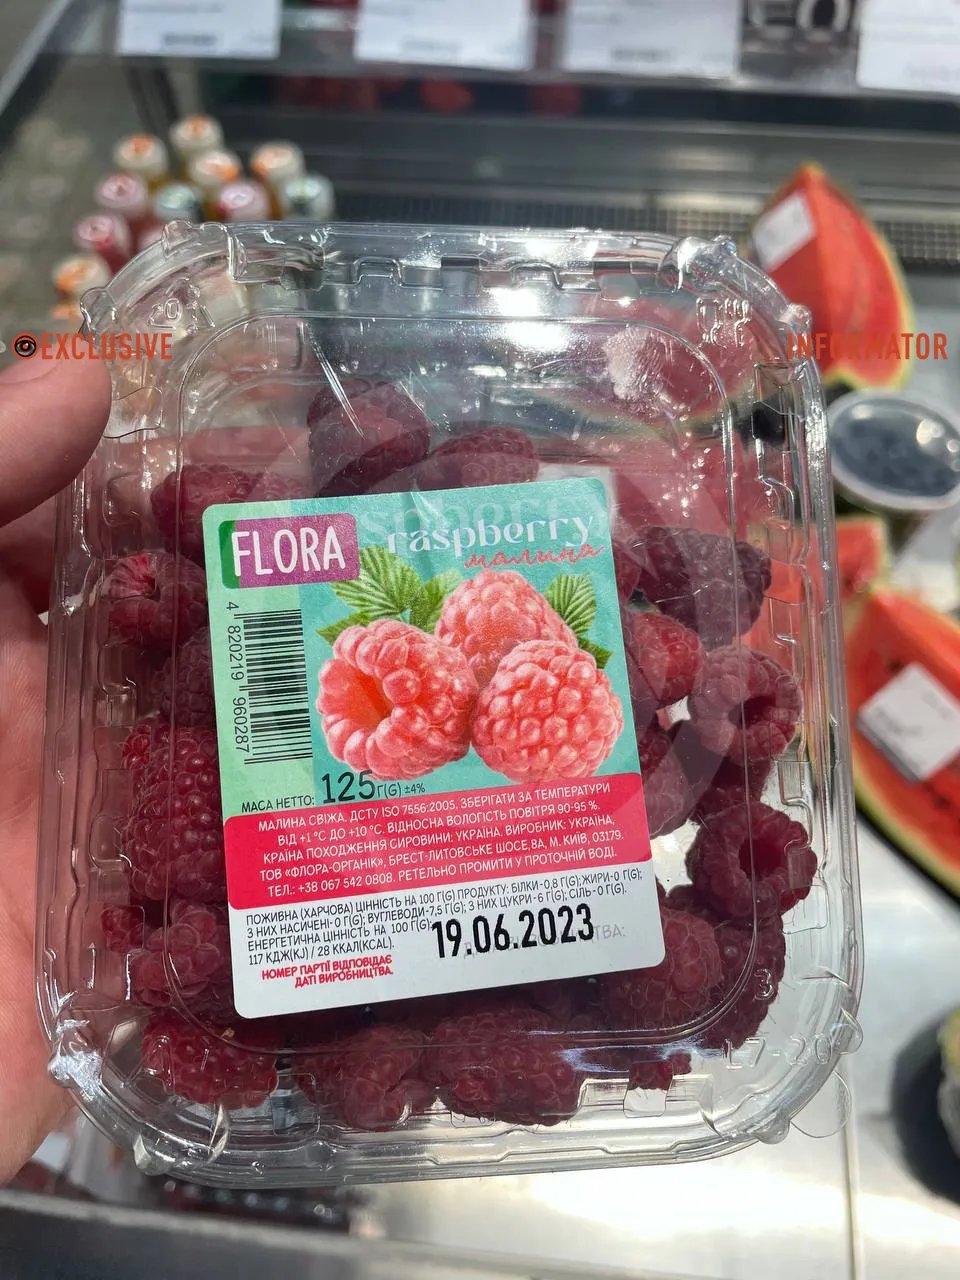 EXCLUSIVE
INFORMATOR
FLORA
raspberry
малина
4 820219 960287
МАСА НЕТТО: 125Г(G) ±4%
МАЛИНА СВІЖА. ДСТУ ISO 7556:2005. ЗБЕРІГАТИ ЗА ТЕМПЕРАТУРИ
ВІД +1 °С ДО +10 °С. ВІДНОСНА ВОЛОГІСТЬ ПОВІТРЯ 90-95 %.
КРАЇНА ПОХОДЖЕННЯ СИРОВИНИ: УКРАЇНА. ВИРОБНИК: УКРАЇНА,
ТОВ «ФЛОРА-ОРГАНІК», БРЕСТ-ЛИТОВСЬКЕ ШОСЕ,8А, М. КИЇВ, 03179.
ТЕЛ.: +38 067 542 0808. РЕТЕЛЬНО ПРОМИТИ У ПРОТОЧНІЙ ВОДІ.
ПОЖИВНА (ХАРЧОВА) ЦІННІСТЬ НА 100 Г(G) ПРОДУКТУ: БІЛКИ-0,8 Г(G);ЖИРИ-0 Г(G);
З НИХ НАСИЧЕНІ-0 Г(G); ВУГЛЕВОДИ-7,5 Г(G); З НИХ ЦУКРИ-6 Г(G); СІЛЬ-0 Г(G).
ЕНЕРГЕТИЧНА ЦІННІСТЬ НА 100 Г(G):
117 КДЖ(KJ) / 28 ККАЛ(KCAL).
19.06.2023
НОМЕР ПАРТІЇ ВІДПОВІДАЄ
ДАТІ ВИРОБНИЦТВА.